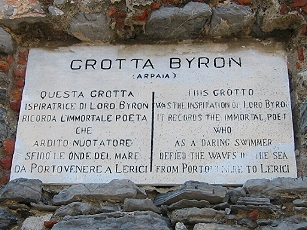 GROTTA BYRON
(ARPAIA)
QUESTA GROTTA
ISPIRATRICE DI LORD BYRON
RICORDA L'IMMORTALE POETA
CHE
ARDITO NUOTATORE
SFIDÒ LE ONDE DEL MARE
DA PORTOVENERE A LERICI
THIS GROTTO
WAS THE INSPIRATION OF LORD BYRON
IT RECORDS THE IMMORTAL POET
WHO
AS A DARING SWIMMER
DEFIED THE WAVES OF THE SEA
FROM PORTOVENERE TO LERICI